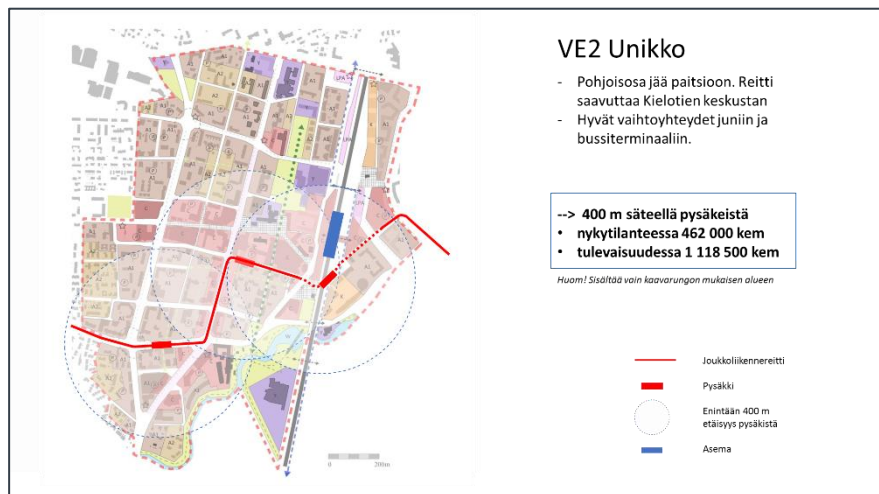 VE2 Unikko
- Pohjoisosa jää paitsioon. Reitti
saavuttaa Kielotien keskustan
- Hyvät vaihtoyhteydet juniin ja
bussiterminaaliin.
--> 400 m säteellä pysäkeistä
• nykytilanteessa 462 000 kem
• tulevaisuudessa 1 118 500 kem
Huom! Sisältää vain kaavarungon mukaisen alueen
Joukkoliikennereitti
Pysäkki
Enintään 400 m
etäisyys pysäkistä
Asema
0 200m